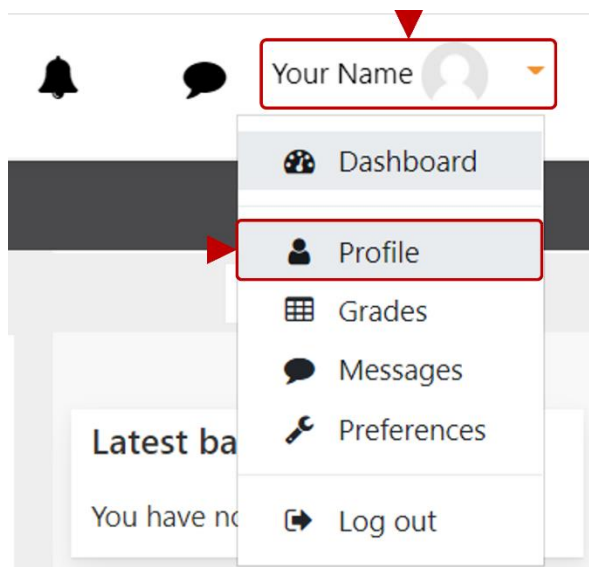 Your Name
Dashboard
Profile
Grades
Messages
Latest ba
Preferences
You have no
Log out